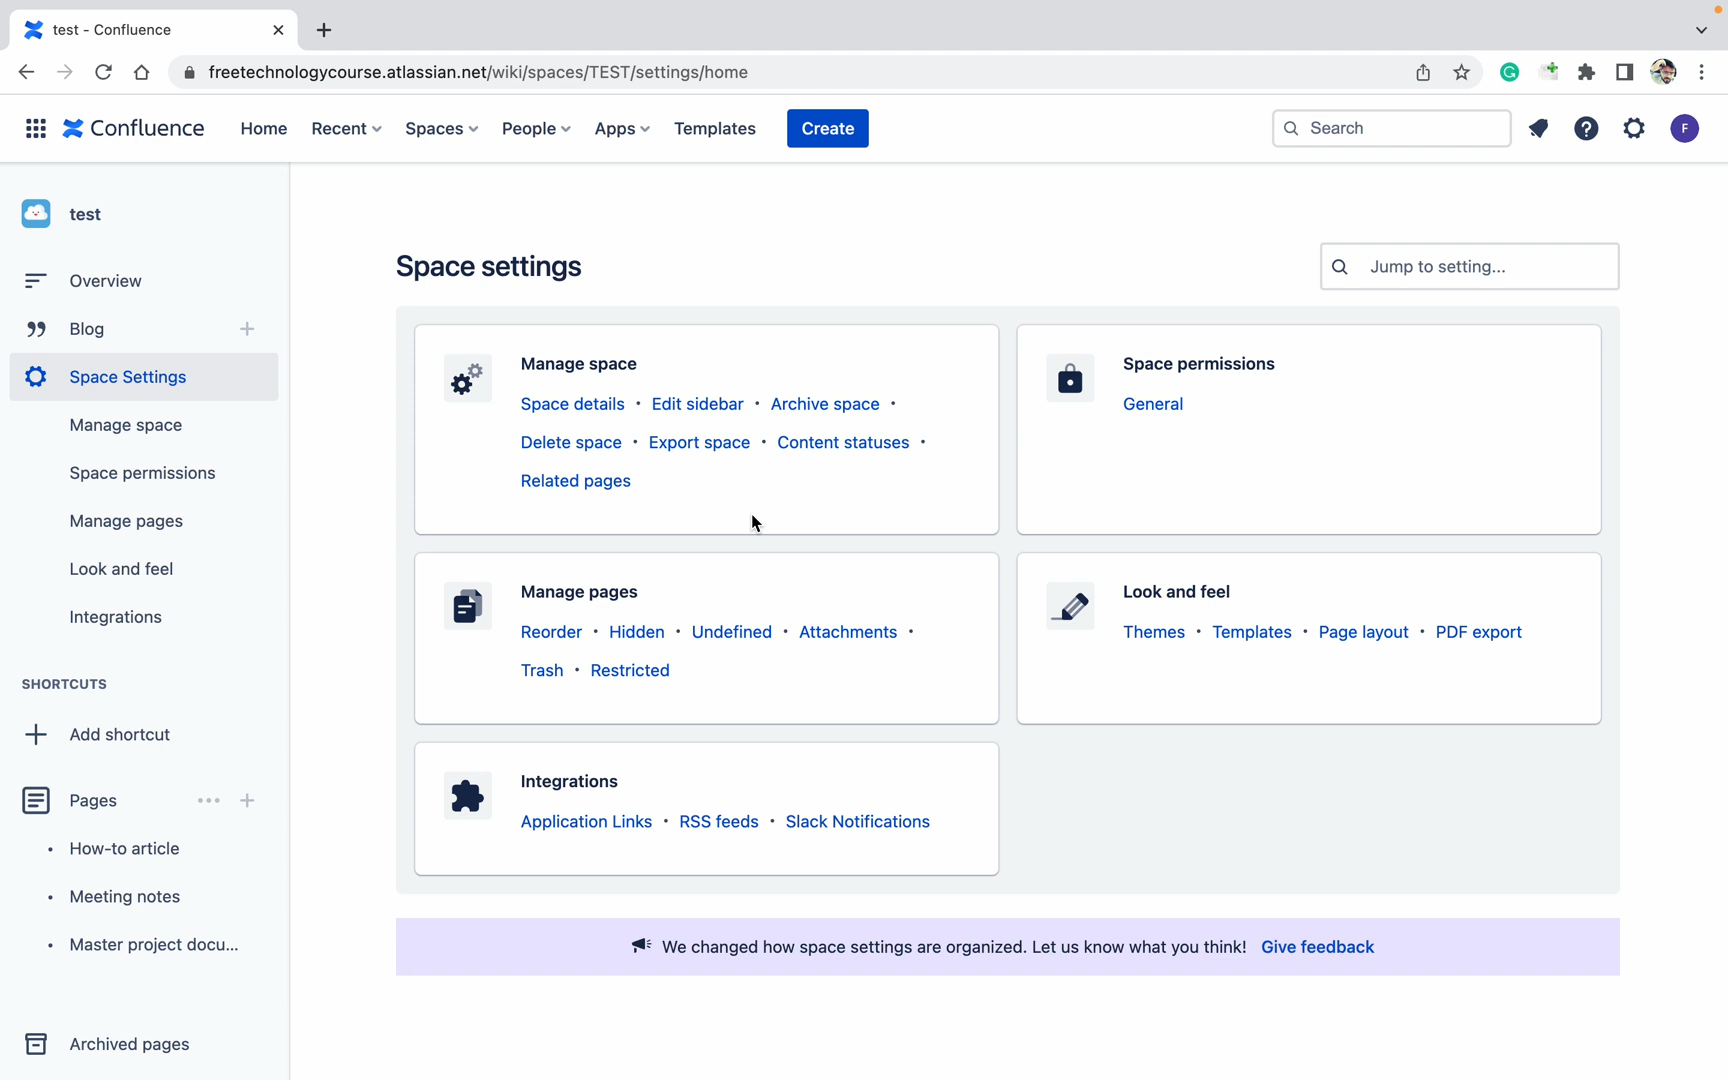 test - Confluence
freetechnologycourse.atlassian.net/wiki/spaces/TEST/settings/home
Confluence Home Recent Spaces People Apps Templates Create Search F
test
Overview
Blog
Space Settings
Manage space
Space permissions
Manage pages
Look and feel
Integrations
SHORTCUTS
Add shortcut
Pages
• How-to article
• Meeting notes
• Master project docu...
Archived pages
Space settings
Jump to setting...
Manage space
Space details • Edit sidebar • Archive space •
Delete space • Export space • Content statuses •
Related pages
Space permissions
General
Manage pages
Reorder • Hidden • Undefined • Attachments •
Trash • Restricted
Look and feel
Themes • Templates • Page layout • PDF export
Integrations
Application Links • RSS feeds • Slack Notifications
We changed how space settings are organized. Let us know what you think! Give feedback